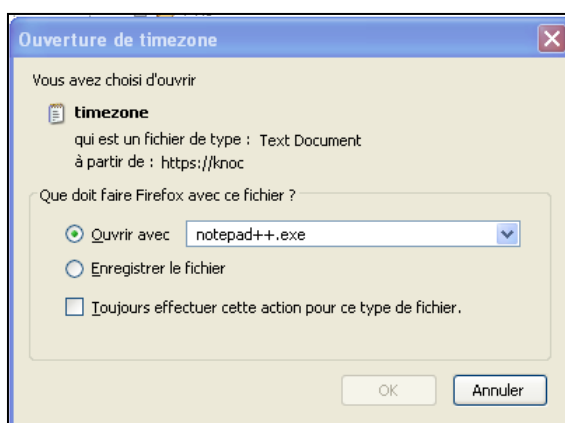 Ouverture de timezone
Vous avez choisi d'ouvrir
timezone
qui est un fichier de type : Text Document
à partir de : https://knoc
Que doit faire Firefox avec ce fichier ?
Ouvrir avec notepad++.exe
Enregistrer le fichier
Toujours effectuer cette action pour ce type de fichier.
OK Annuler